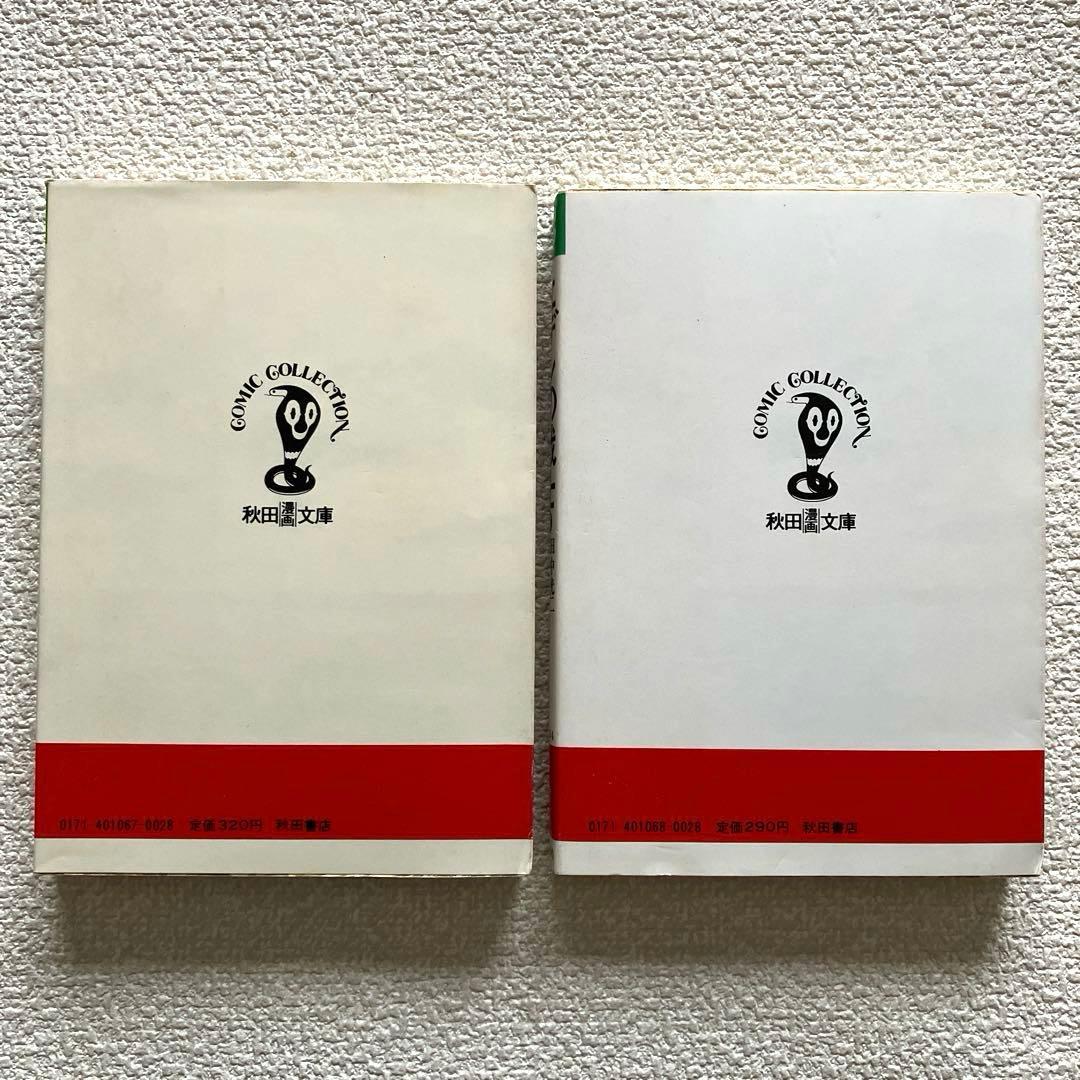 COMIC COLLECTION
秋田漫画文庫
0171-401067-0028 定価320円 秋田書店
COMIC COLLECTION
秋田漫画文庫
0171-401068-0028 定価290円 秋田書店